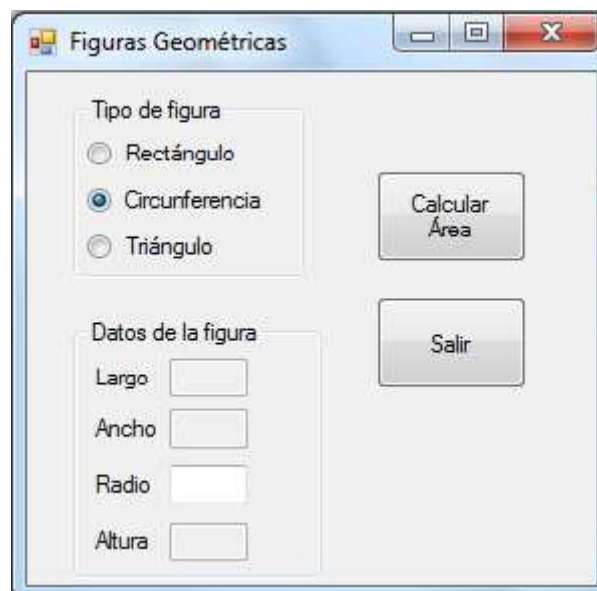 Figuras Geométricas
Tipo de figura
Rectángulo
Circunferencia
Triángulo
Calcular
Área
Datos de la figura
Largo
Ancho
Radio
Altura
Salir